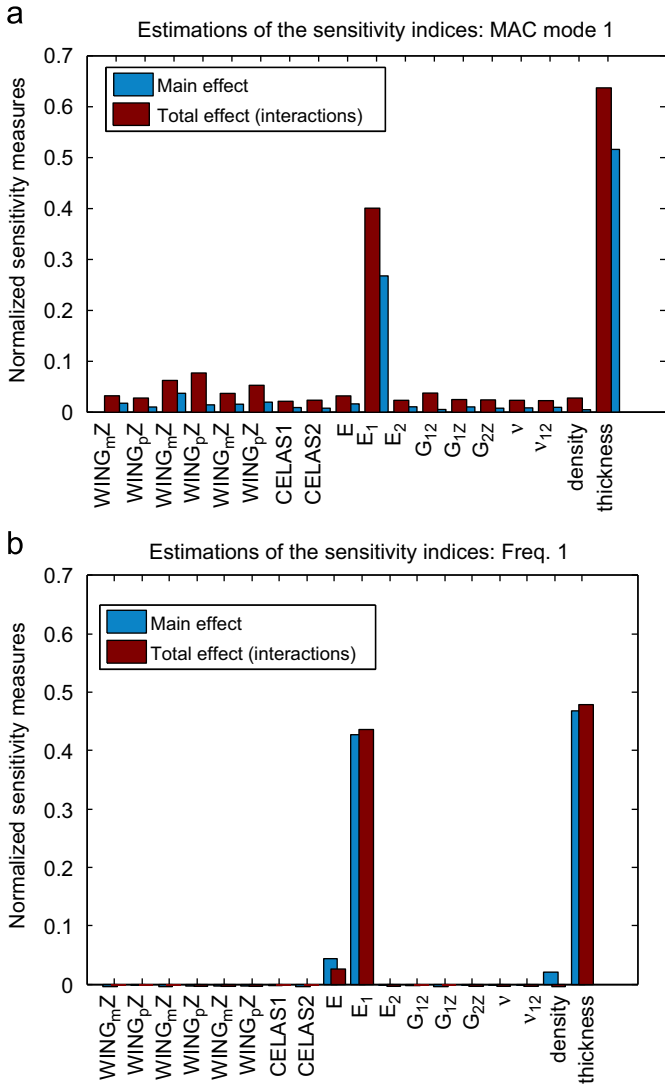 a
Estimations of the sensitivity indices: MAC mode 1
Normalized sensitivity measures
0.7
0.6
0.5
0.4
0.3
0.2
0.1
0
Main effect
Total effect (interactions)
WINGmZ
WINGpZ
WINGmZ
WINGpZ
WINGmZ
WINGpZ
CELAS1
CELAS2
E
E1
E2
G12
G1Z
G2Z
ν
ν12
density
thickness
b
Estimations of the sensitivity indices: Freq. 1
Normalized sensitivity measures
0.7
0.6
0.5
0.4
0.3
0.2
0.1
0
Main effect
Total effect (interactions)
WINGmZ
WINGpZ
WINGmZ
WINGpZ
WINGmZ
WINGpZ
CELAS1
CELAS2
E
E1
E2
G12
G1Z
G2Z
ν
ν12
density
thickness